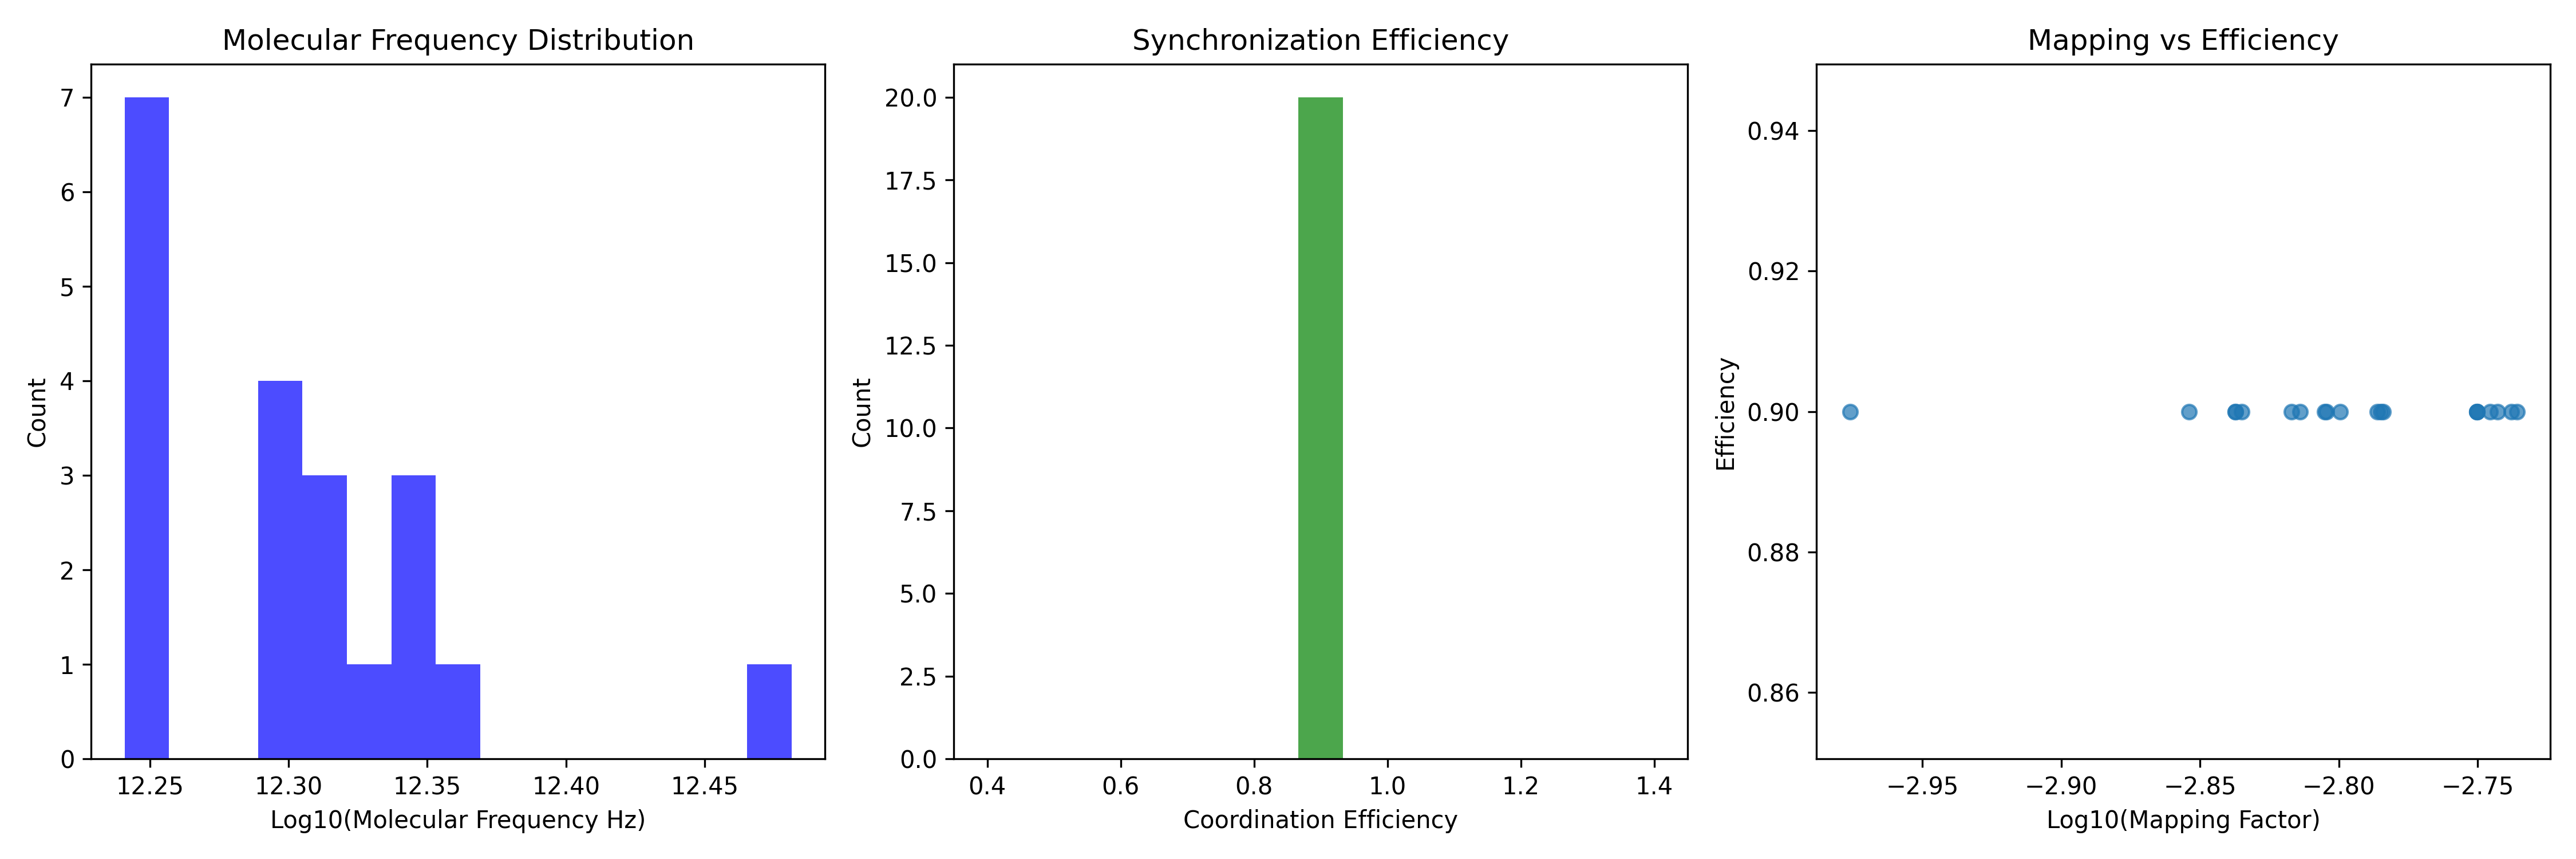 Molecular Frequency Distribution
Count
7
6
5
4
3
2
1
0
12.25 12.30 12.35 12.40 12.45
Log10(Molecular Frequency Hz)
Synchronization Efficiency
Count
20.0
17.5
15.0
12.5
10.0
7.5
5.0
2.5
0.0
0.4 0.6 0.8 1.0 1.2 1.4
Coordination Efficiency
Mapping vs Efficiency
Efficiency
0.94
0.92
0.90
0.88
0.86
−2.95 −2.90 −2.85 −2.80 −2.75
Log10(Mapping Factor)